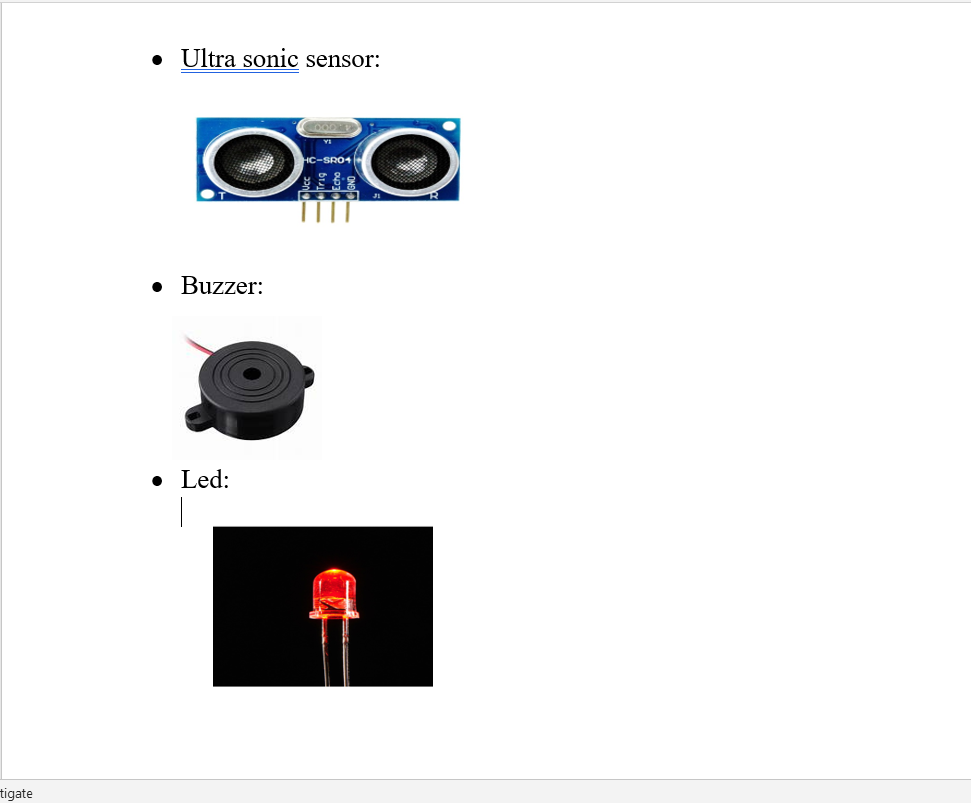 Ultra sonic sensor:
Y1
HC-SR04
Vcc
Trig
Echo
GND
T
J1
R
Buzzer:
Led:
tigate